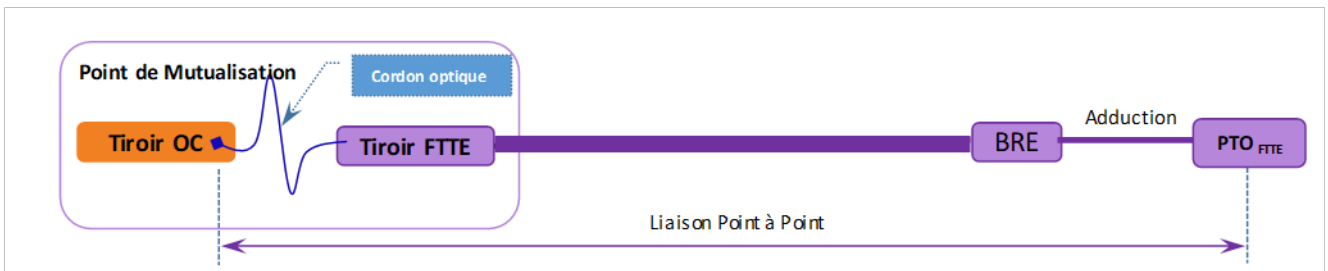 Point de Mutualisation
Cordon optique
Tiroir OC
Tiroir FTTE
BRE
Adduction
PTO FTTE
Liaison Point à Point